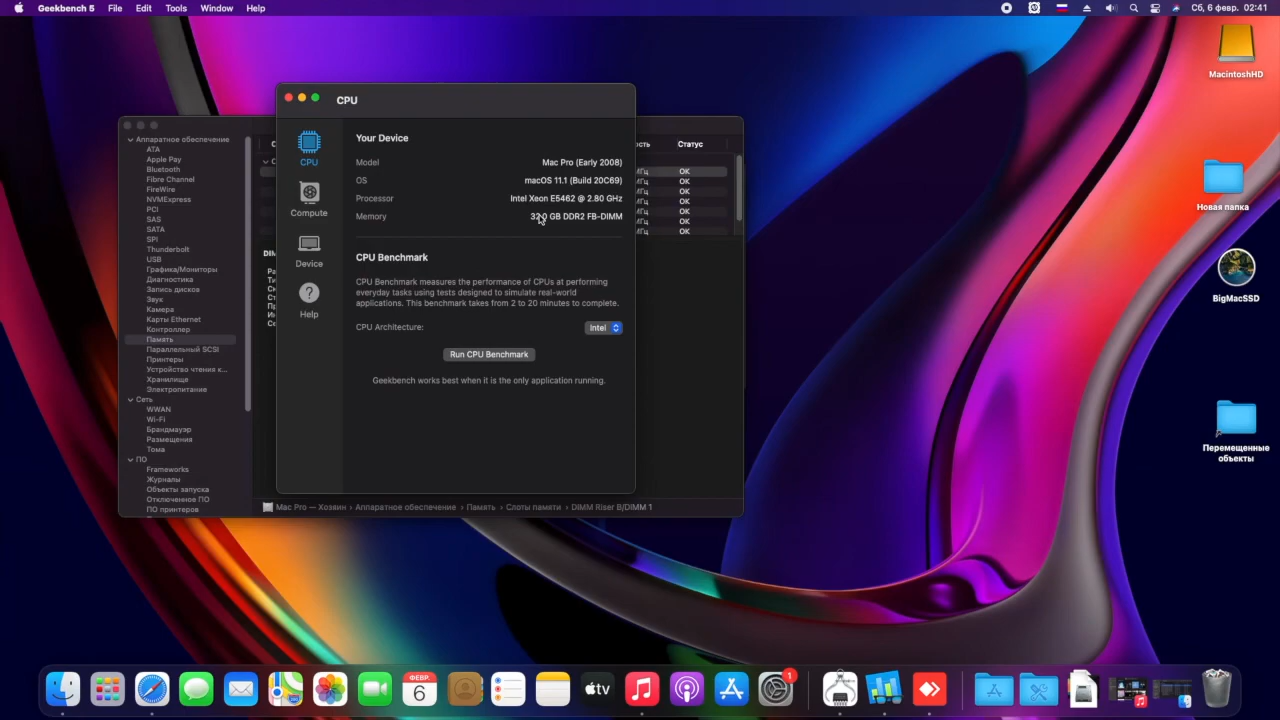 Geekbench 5 File Edit Tools Window Help
Сб, 6 февр. 02:41
MacintoshHD
Новая папка
BigMacSSD
Перемещенные
объекты
Аппаратное обеспечение
ATA
Apple Pay
Bluetooth
Fibre Channel
FireWire
NVMExpress
PCI
SAS
SATA
SPI
Thunderbolt
USB
Графика/Мониторы
Диагностика
Запись дисков
Звук
Камера
Карты Ethernet
Контроллер
Память
Параллельный SCSI
Принтеры
Устройство чтения к...
Хранилище
Электропитание
Сеть
WWAN
Wi-Fi
Брандмауэр
Размещения
Тома
ПО
Frameworks
Журналы
Объекты запуска
Отключенное ПО
ПО принтеров
CPU
CPU
Compute
Device
Help
Your Device
Model Mac Pro (Early 2008)
OS macOS 11.1 (Build 20C69)
Processor Intel Xeon E5462 @ 2.80 GHz
Memory 32.0 GB DDR2 FB-DIMM
CPU Benchmark
CPU Benchmark measures the performance of CPUs at performing
everyday tasks using tests designed to simulate real-world
applications. This benchmark takes from 2 to 20 minutes to complete.
CPU Architecture: Intel
Run CPU Benchmark
Geekbench works best when it is the only application running.
Статус
OK
OK
OK
OK
OK
OK
OK
Mac Pro — Хозяин › Аппаратное обеспечение › Память › Слоты памяти › DIMM Riser B/DIMM 1
ФЕВР.
6
tv
1